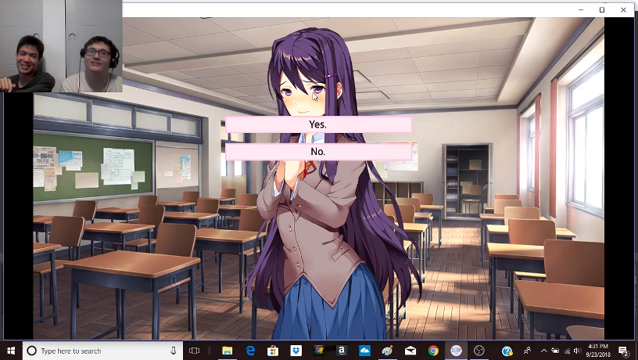 Yes.
No.
Type here to search
4:31 PM
9/23/2018